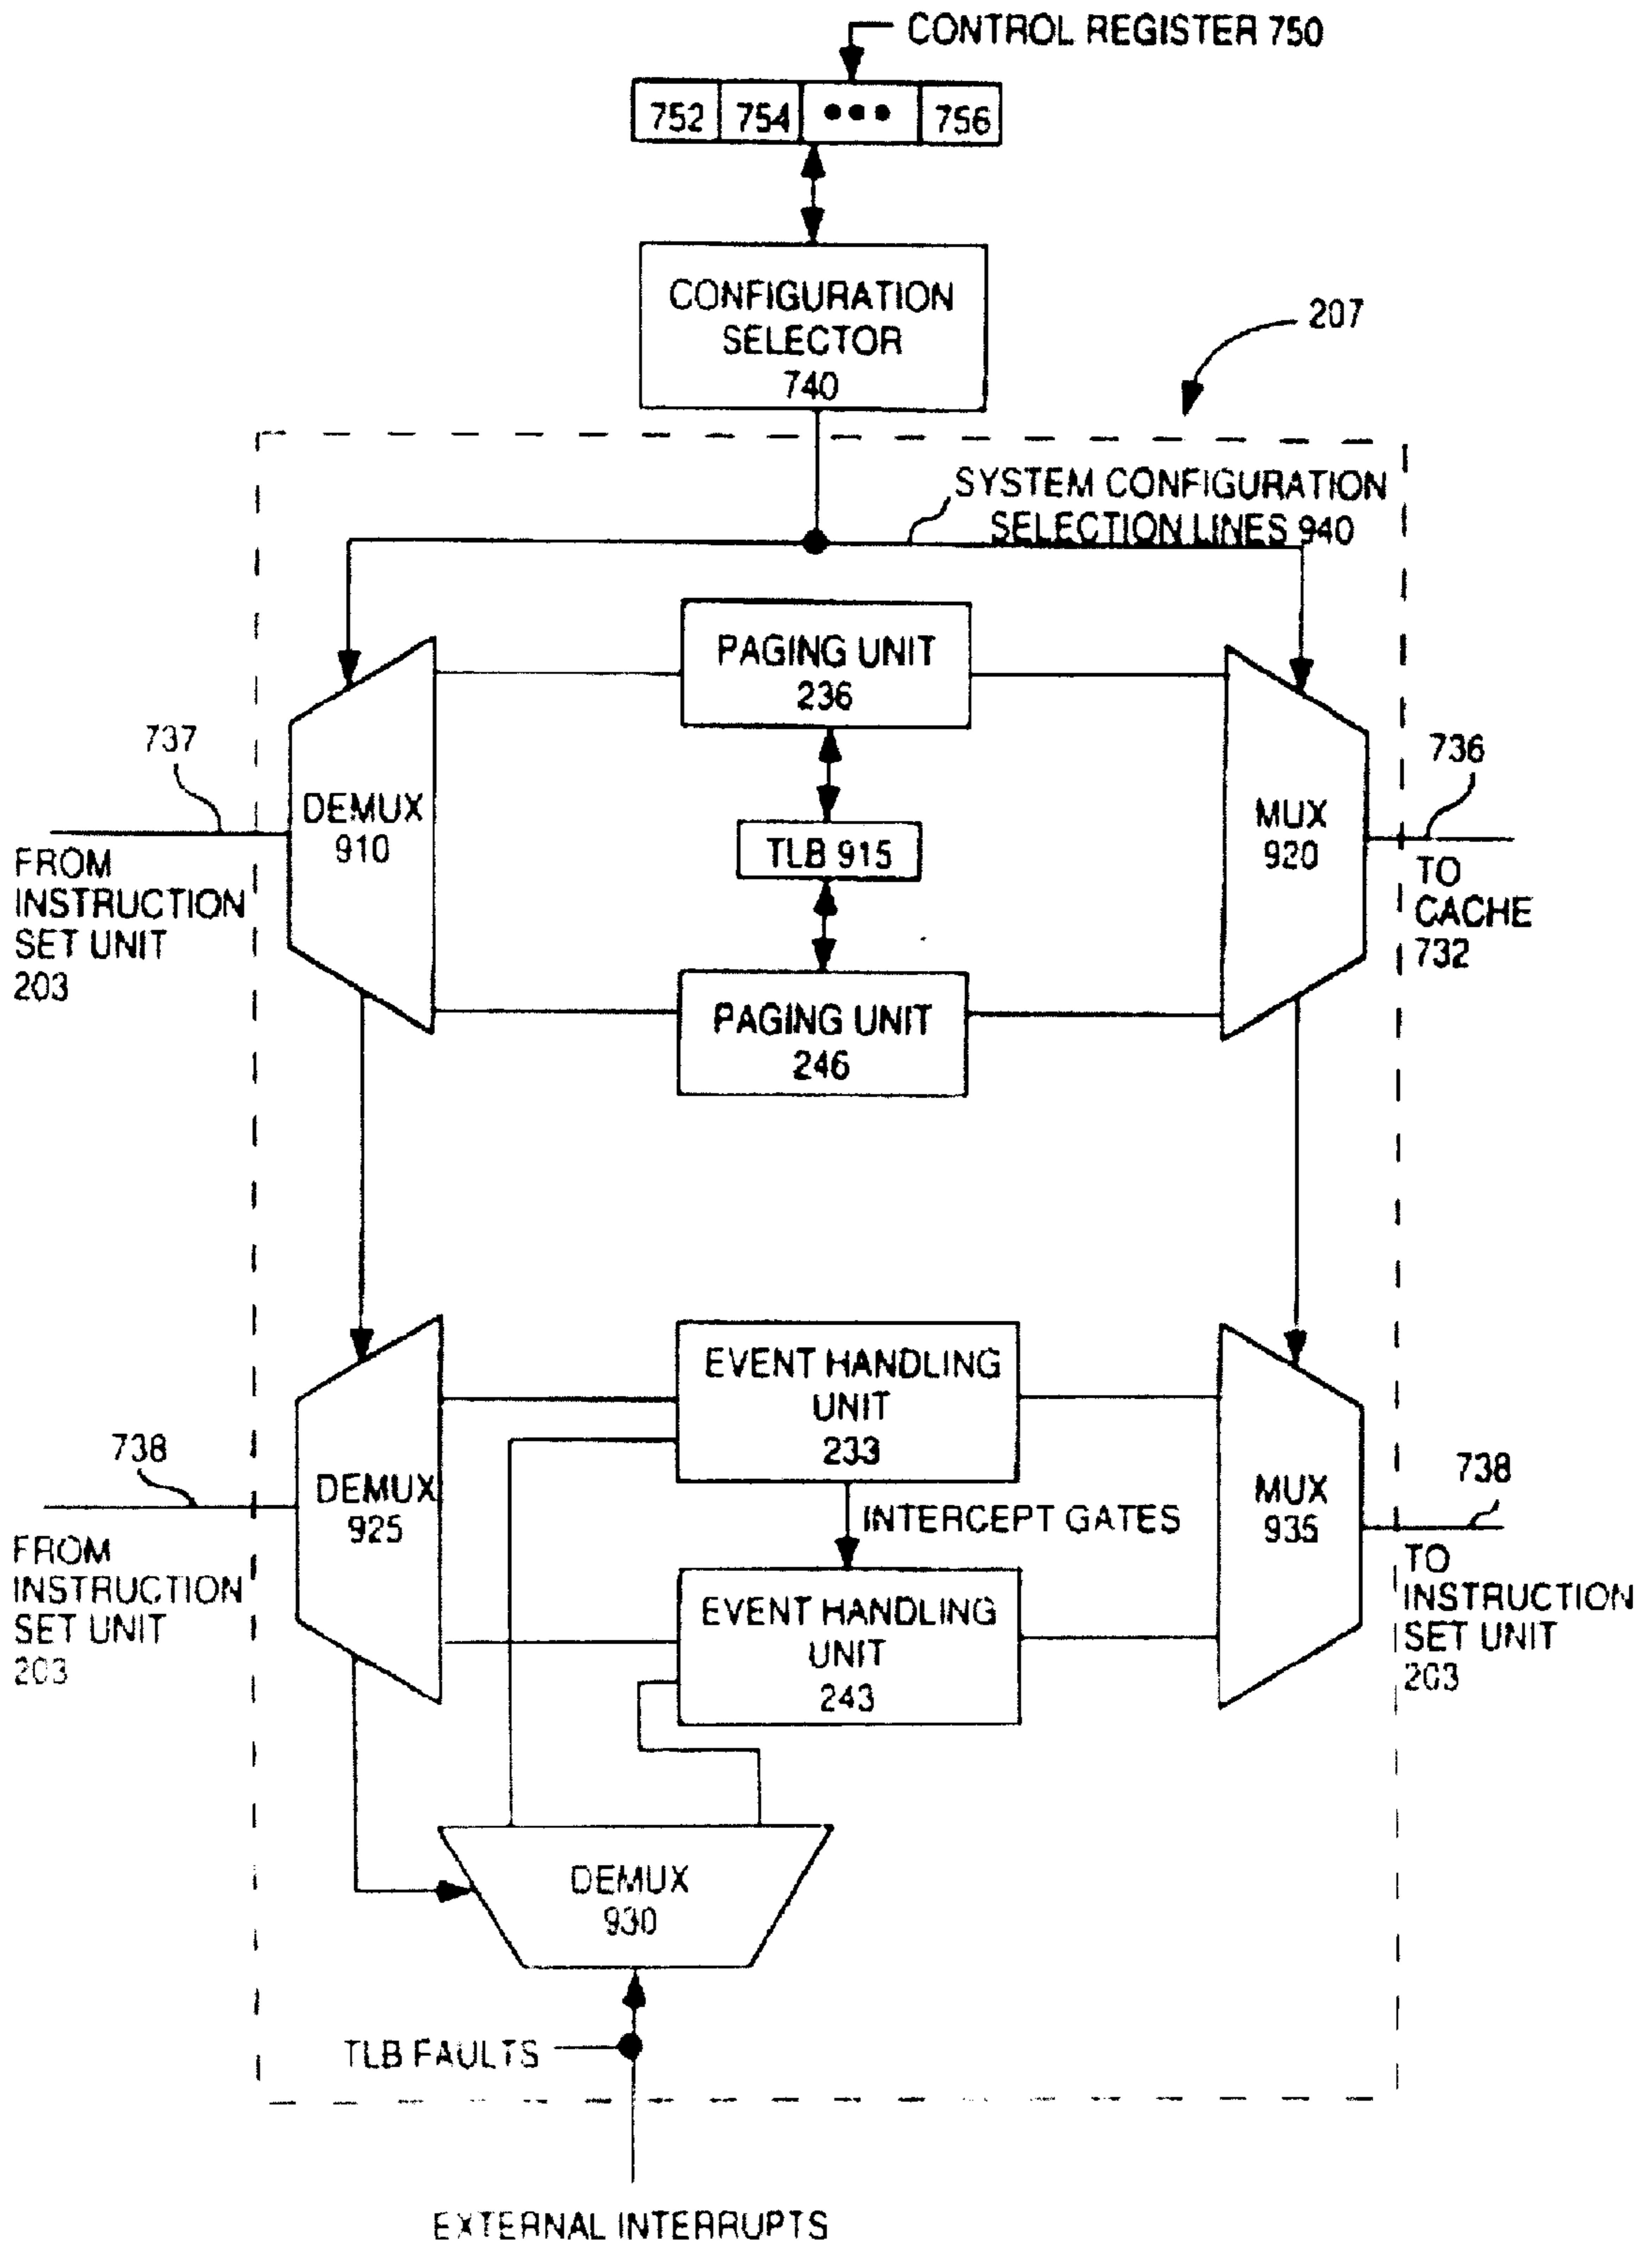 CONTROL REGISTER 750
752 754 ••• 756
CONFIGURATION
SELECTOR
740
207
SYSTEM CONFIGURATION
SELECTION LINES 940
PAGING UNIT
236
737
736
DEMUX
910
TLB 915
MUX
920
FROM
INSTRUCTION
SET UNIT
203
TO
CACHE
732
PAGING UNIT
246
EVENT HANDLING
UNIT
233
738
738
DEMUX
925
INTERCEPT GATES
MUX
935
FROM
INSTRUCTION
SET UNIT
203
TO
INSTRUCTION
SET UNIT
203
EVENT HANDLING
UNIT
243
DEMUX
930
TLB FAULTS
EXTERNAL INTERRUPTS